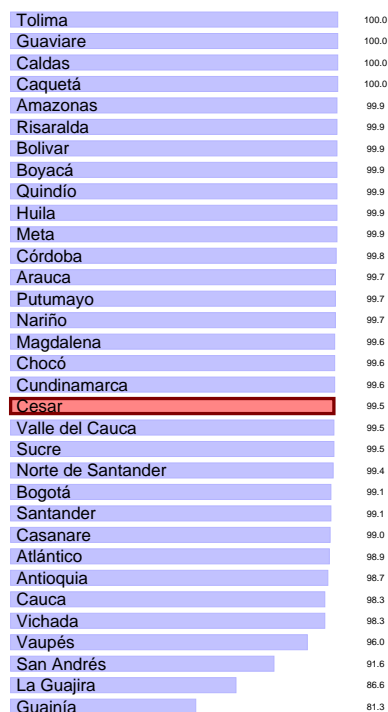 Tolima 100.0
Guaviare 100.0
Caldas 100.0
Caquetá 100.0
Amazonas 99.9
Risaralda 99.9
Bolivar 99.9
Boyacá 99.9
Quindío 99.9
Huila 99.9
Meta 99.9
Córdoba 99.8
Arauca 99.7
Putumayo 99.7
Nariño 99.7
Magdalena 99.6
Chocó 99.6
Cundinamarca 99.6
Cesar 99.5
Valle del Cauca 99.5
Sucre 99.5
Norte de Santander 99.4
Bogotá 99.1
Santander 99.1
Casanare 99.0
Atlántico 98.9
Antioquia 98.7
Cauca 98.3
Vichada 98.3
Vaupés 96.0
San Andrés 91.6
La Guajira 86.6
Guainía 81.3